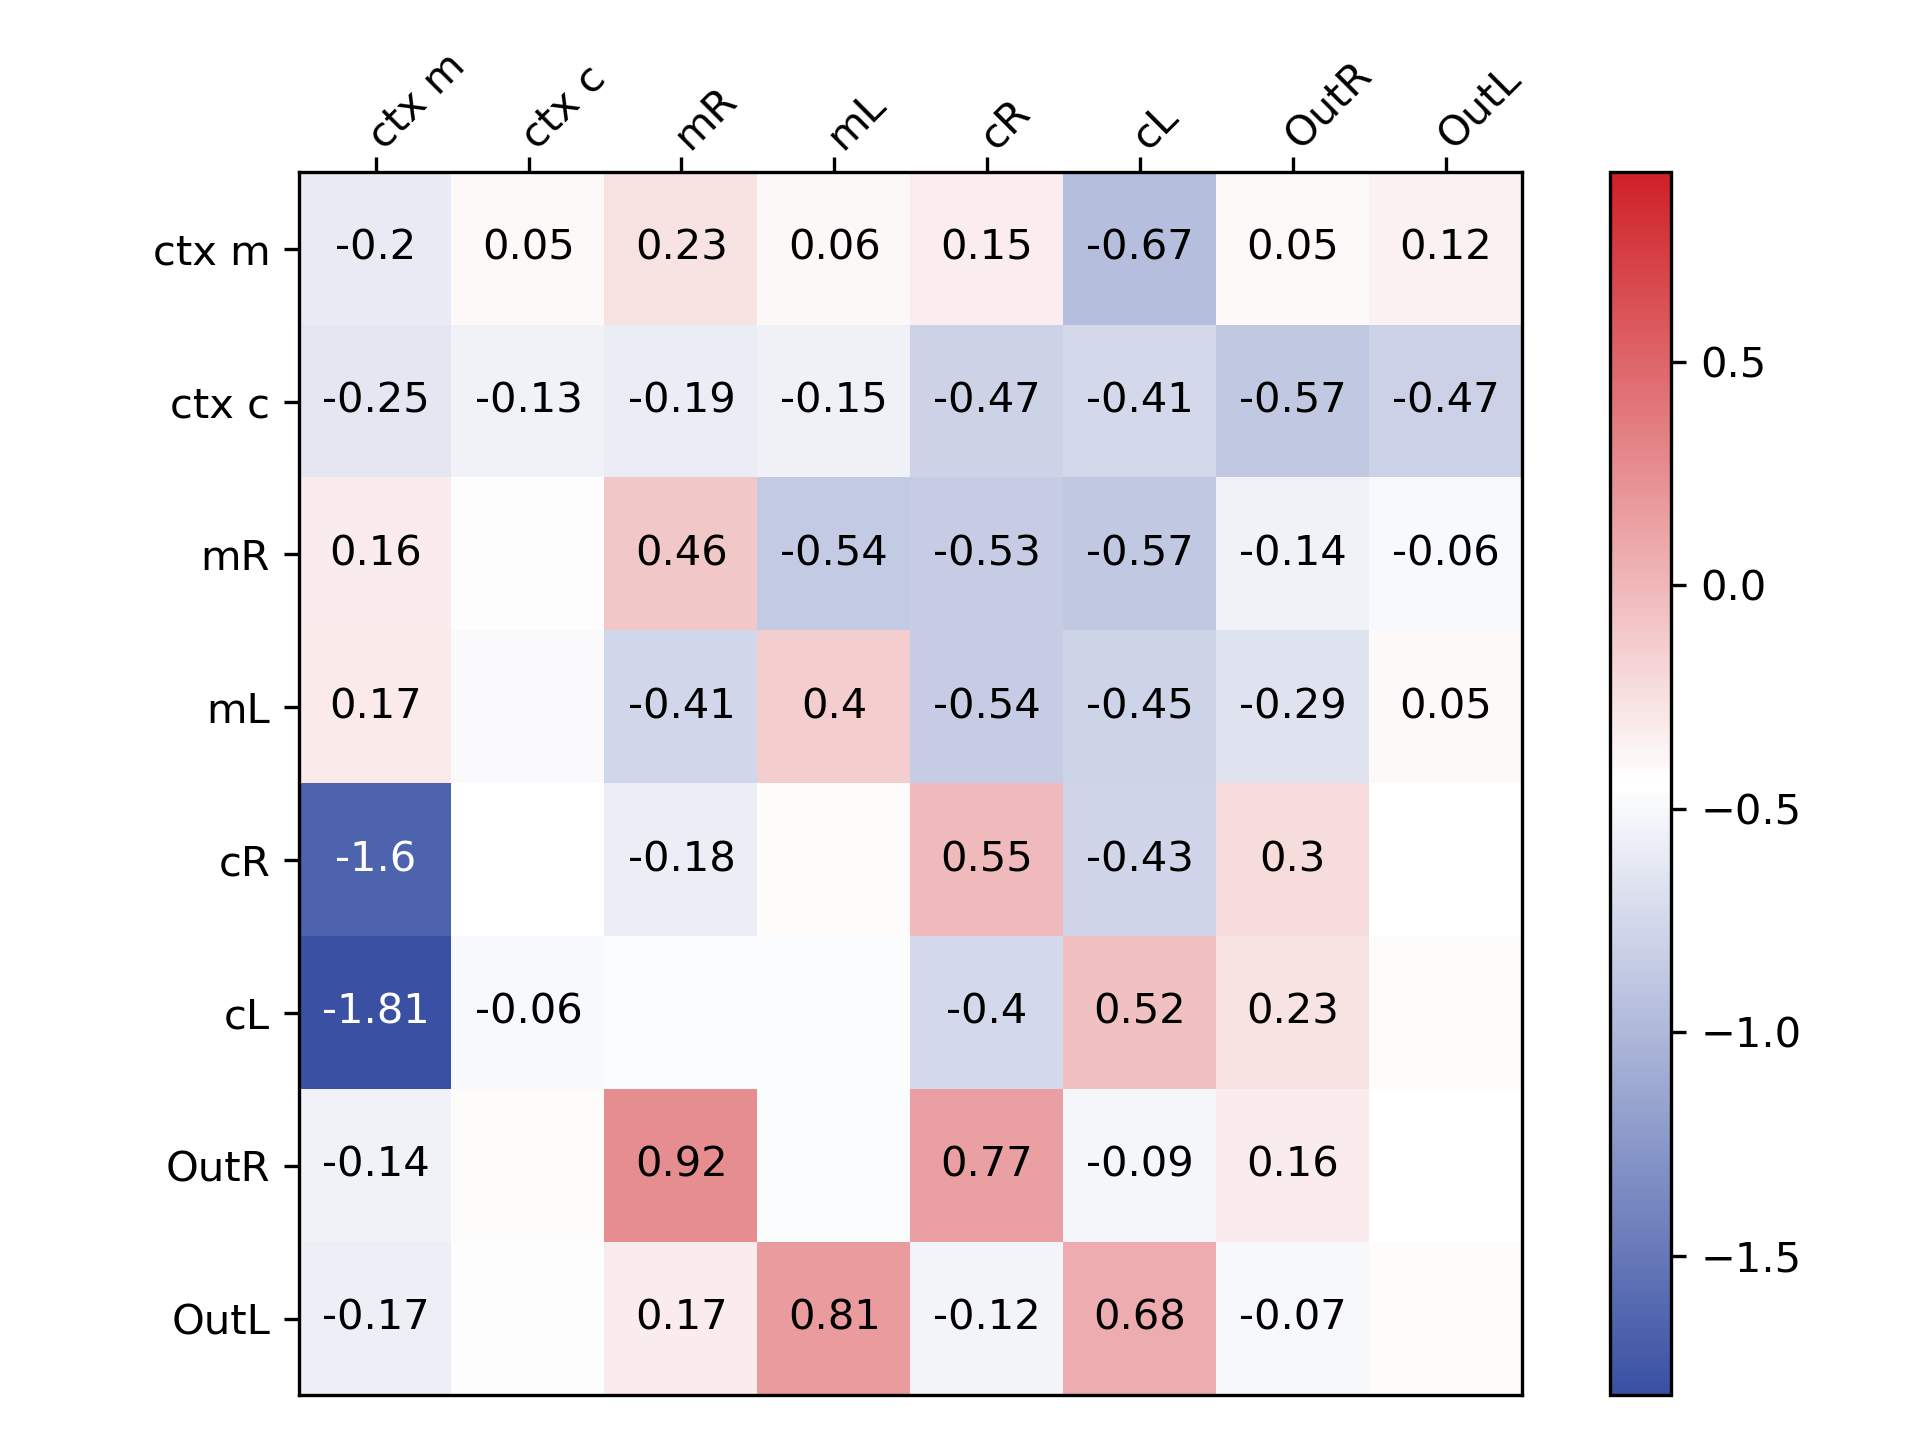 ctx m ctx c mR mL cR cL OutR OutL
ctx m -0.2 0.05 0.23 0.06 0.15 -0.67 0.05 0.12
ctx c -0.25 -0.13 -0.19 -0.15 -0.47 -0.41 -0.57 -0.47
mR 0.16 0.46 -0.54 -0.53 -0.57 -0.14 -0.06
mL 0.17 -0.41 0.4 -0.54 -0.45 -0.29 0.05
cR -1.6 -0.18 0.55 -0.43 0.3
cL -1.81 -0.06 -0.4 0.52 0.23
OutR -0.14 0.92 0.77 -0.09 0.16
OutL -0.17 0.17 0.81 -0.12 0.68 -0.07
0.5
0.0
−0.5
−1.0
−1.5